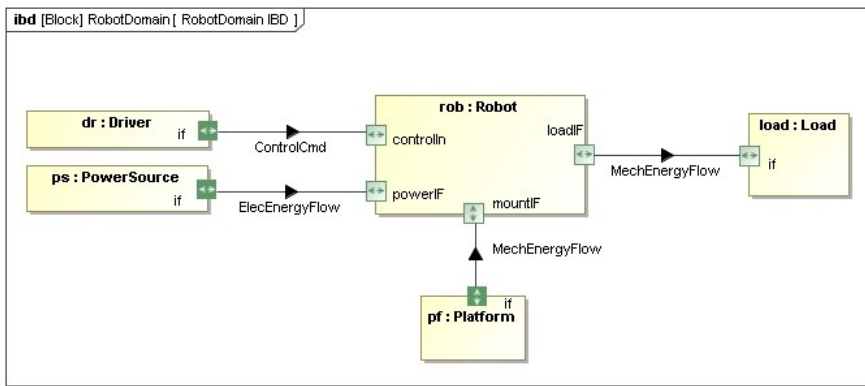 ibd [Block] RobotDomain [ RobotDomain IBD ]
dr : Driver
if
ControlCmd
ps : PowerSource
if
ElecEnergyFlow
rob : Robot
controlIn
powerIF
loadIF
mountIF
MechEnergyFlow
load : Load
if
MechEnergyFlow
if
pf : Platform